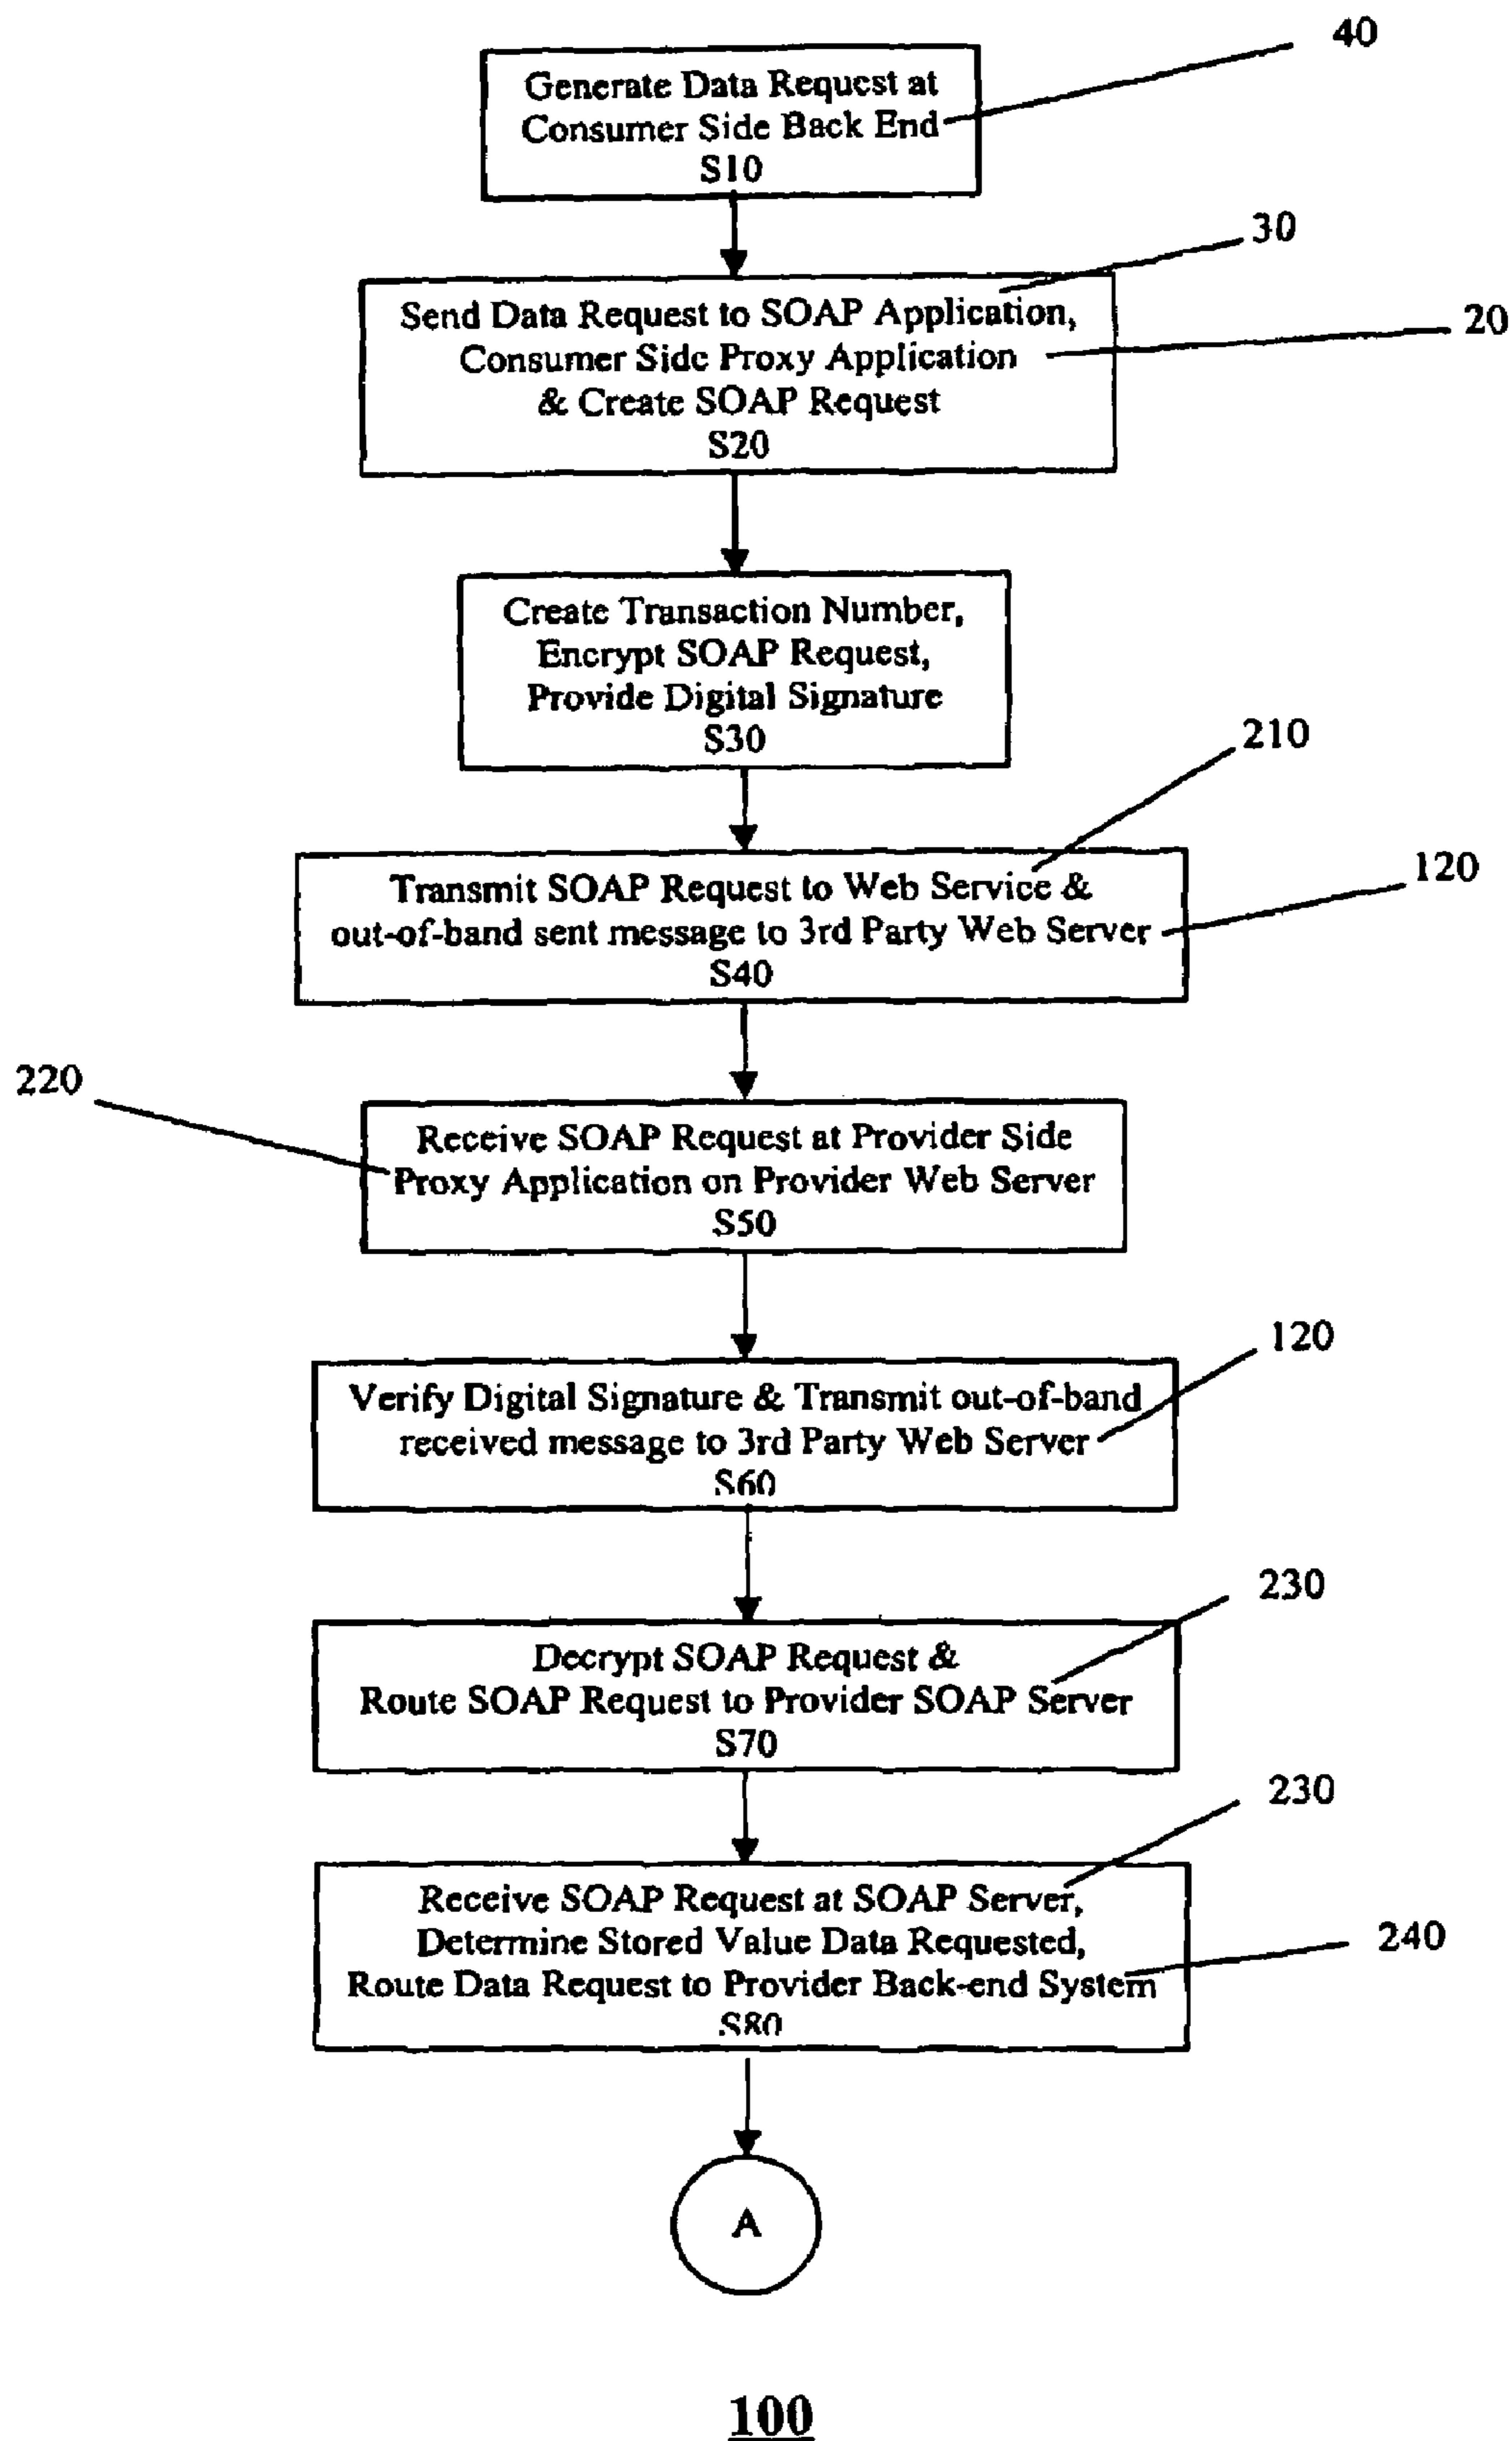 40
Generate Data Request at
Consumer Side Back End
S10
30
Send Data Request to SOAP Application,
20
Consumer Side Proxy Application
& Create SOAP Request
S20
Create Transaction Number,
Encrypt SOAP Request,
Provide Digital Signature
S30
210
120
Transmit SOAP Request to Web Service &
out-of-band sent message to 3rd Party Web Server
S40
220
Receive SOAP Request at Provider Side
Proxy Application on Provider Web Server
S50
120
Verify Digital Signature & Transmit out-of-band
received message to 3rd Party Web Server
S60
230
Decrypt SOAP Request &
Route SOAP Request to Provider SOAP Server
S70
230
Receive SOAP Request at SOAP Server,
240
Determine Stored Value Data Requested,
Route Data Request to Provider Back-end System
S80
A
100